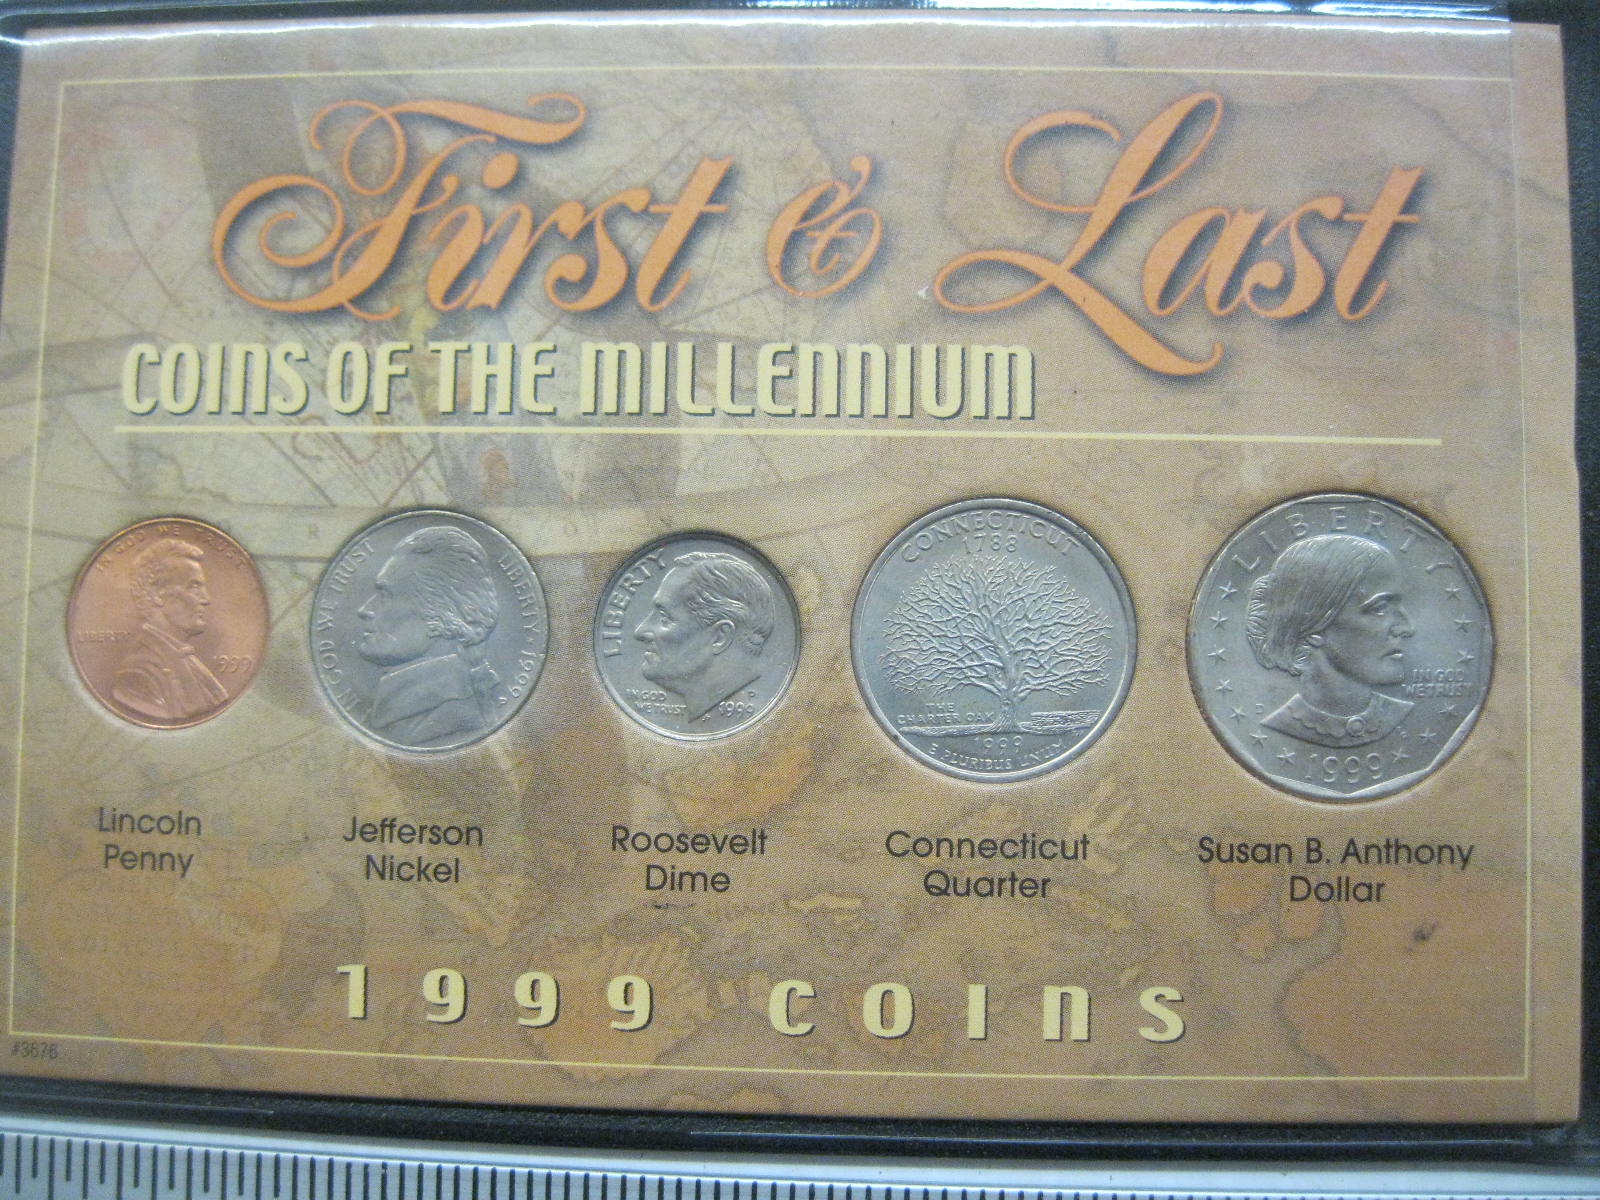 First & Last
COINS OF THE MILLENNIUM
IN GOD WE TRUST
LIBERTY
1999
IN GOD WE TRUST
LIBERTY
1999
LIBERTY
IN GOD
WE TRUST
P
1999
CONNECTICUT
1788
THE
CHARTER OAK
1999
E PLURIBUS UNUM
LIBERTY
IN GOD
WE TRUST
D
1999
Lincoln
Penny
Jefferson
Nickel
Roosevelt
Dime
Connecticut
Quarter
Susan B. Anthony
Dollar
1999 COINS
#3676